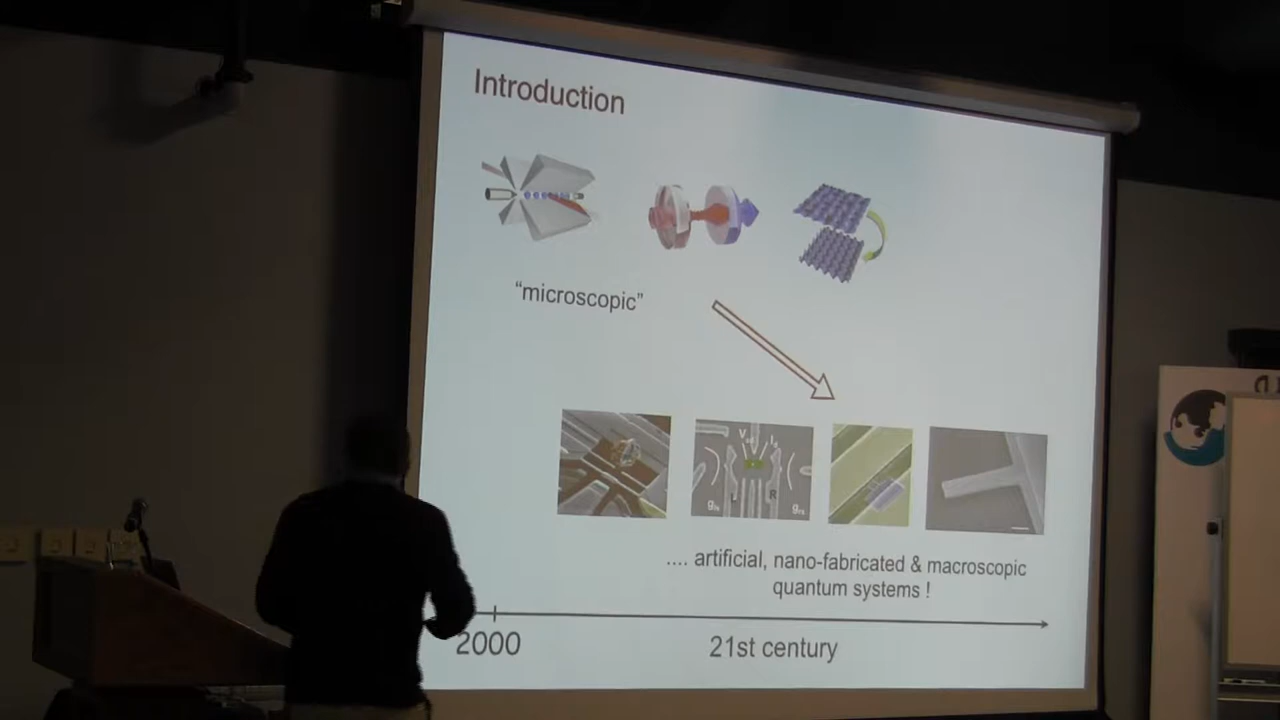 Introduction
“microscopic”
L
R
.... artificial, nano-fabricated & macroscopic
quantum systems !
2000
21st century